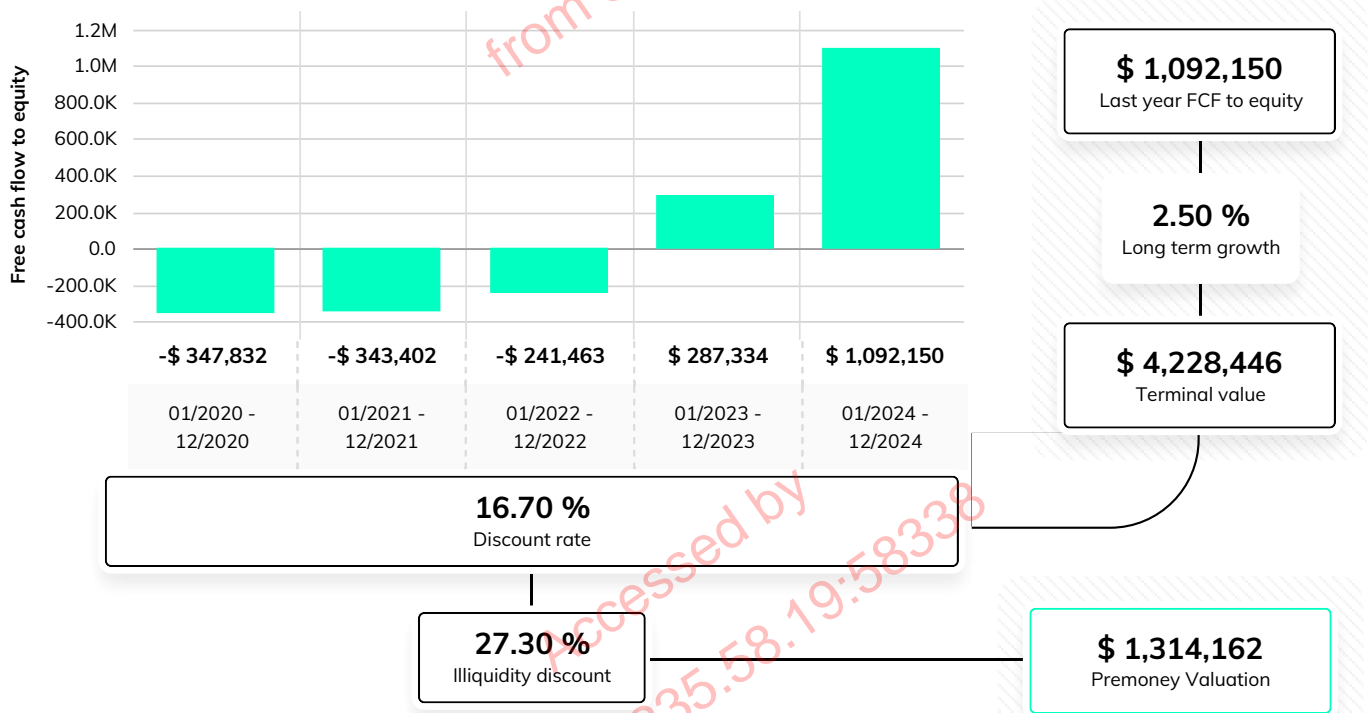 Free cash flow to equity
1.2M
1.0M
800.0K
600.0K
400.0K
200.0K
0.0
-200.0K
-400.0K
-$ 347,832
-$ 343,402
-$ 241,463
$ 287,334
$ 1,092,150
01/2020 -
12/2020
01/2021 -
12/2021
01/2022 -
12/2022
01/2023 -
12/2023
01/2024 -
12/2024
16.70 %
Discount rate
27.30 %
Illiquidity discount
$ 1,092,150
Last year FCF to equity
2.50 %
Long term growth
$ 4,228,446
Terminal value
$ 1,314,162
Premoney Valuation
from
Accessed by
235.58.19:58338